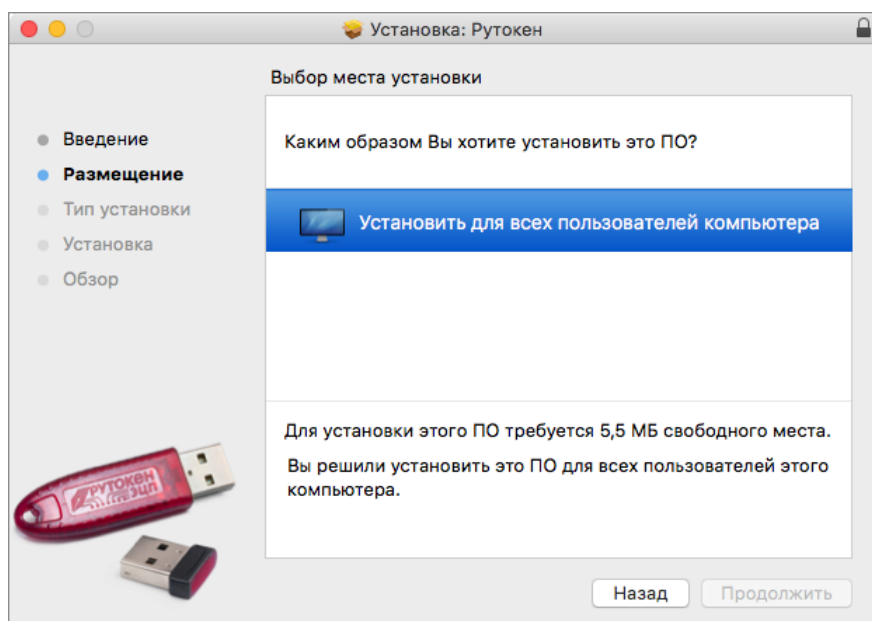 Установка: Рутокен
Выбор места установки
Введение
Размещение
Тип установки
Установка
Обзор
Каким образом Вы хотите установить это ПО?
Установить для всех пользователей компьютера
Для установки этого ПО требуется 5,5 МБ свободного места.
Вы решили установить это ПО для всех пользователей этого
компьютера.
РУТОКЕН
ЭЦП
Назад
Продолжить